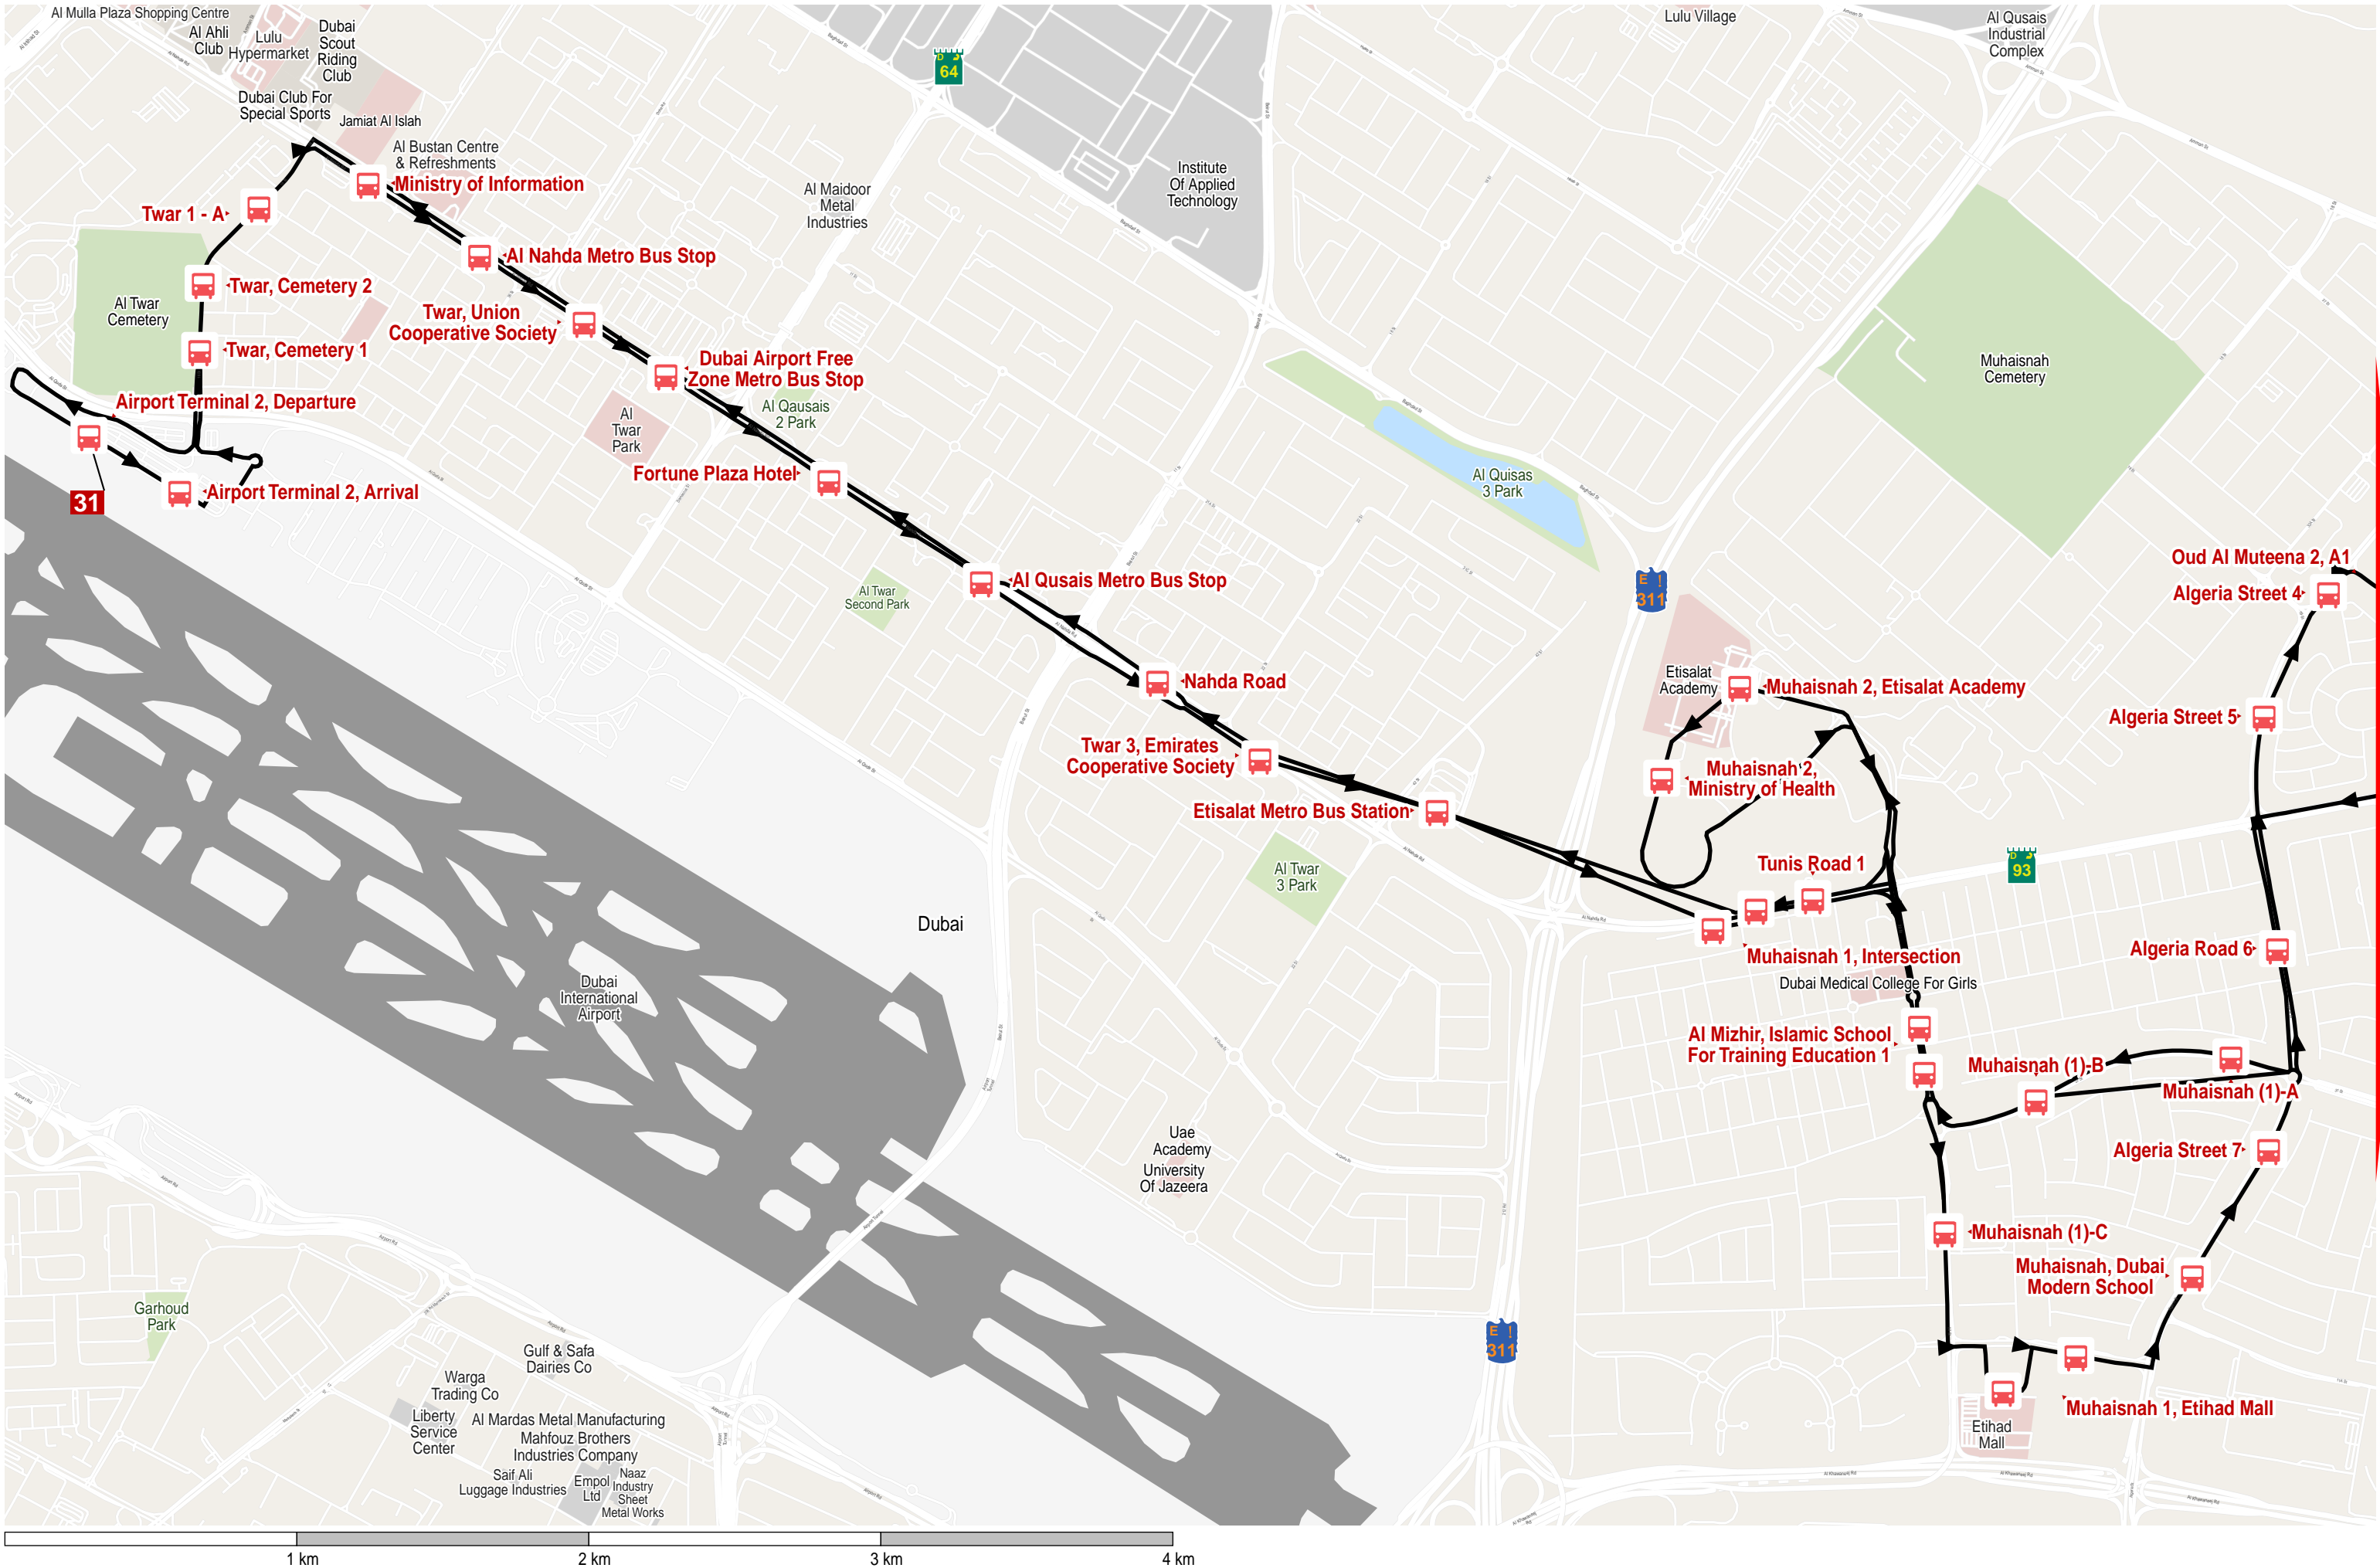 Al Mulla Plaza Shopping Centre
Al Ahli
Club
Lulu
Hypermarket
Dubai
Scout
Riding
Club
Dubai Club For
Special Sports
Jamiat Al Islah
Al Bustan Centre
& Refreshments
Ministry of Information
Twar 1 - A
Al Nahda Metro Bus Stop
Twar, Cemetery 2
Al Twar
Cemetery
Twar, Union
Cooperative Society
Twar, Cemetery 1
Dubai Airport Free
Zone Metro Bus Stop
Airport Terminal 2, Departure
Al
Twar
Park
Al Qausais
2 Park
Fortune Plaza Hotel
Airport Terminal 2, Arrival
31
64
Al Maidoor
Metal
Industries
Institute
Of Applied
Technology
Lulu Village
Al Qusais
Industrial
Complex
Muhaisnah
Cemetery
Al Quisas
3 Park
Al Qusais Metro Bus Stop
Al Twar
Second Park
E
311
Oud Al Muteena 2, A1
Algeria Street 4
Etisalat
Academy
Muhaisnah 2, Etisalat Academy
Nahda Road
Algeria Street 5
Twar 3, Emirates
Cooperative Society
Muhaisnah 2,
Ministry of Health
Etisalat Metro Bus Station
Al Twar
3 Park
Tunis Road 1
93
Dubai
Muhaisnah 1, Intersection
Algeria Road 6
Dubai Medical College For Girls
Dubai
International
Airport
Al Mizhir, Islamic School
For Training Education 1
Muhaisnah (1)-B
Muhaisnah (1)-A
Uae
Academy
University
Of Jazeera
Algeria Street 7
Muhaisnah (1)-C
Muhaisnah, Dubai
Modern School
Garhoud
Park
E
311
Gulf & Safa
Dairies Co
Warga
Trading Co
Liberty
Service
Center
Al Mardas Metal Manufacturing
Mahfouz Brothers
Industries Company
Saif Ali
Luggage Industries
Empol
Ltd
Naaz
Industry
Sheet
Metal Works
Muhaisnah 1, Etihad Mall
Etihad
Mall
1 km
2 km
3 km
4 km